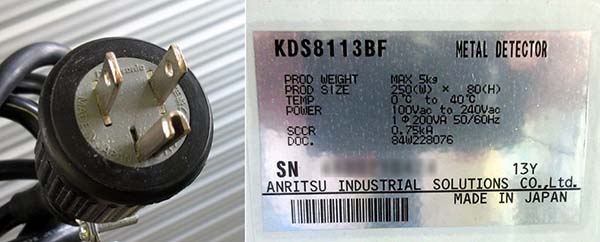 KDS8113BF METAL DETECTOR
PROD WEIGHT MAX 5kg
PROD SIZE 250(W) × 80(H)
TEMP 0°C to 40°C
POWER 100Vac to 240Vac
1Φ200VA 50/60Hz
SCCR 0.75kA
DOC. 84W228076
SN 13Y
ANRITSU INDUSTRIAL SOLUTIONS CO.,Ltd.
MADE IN JAPAN